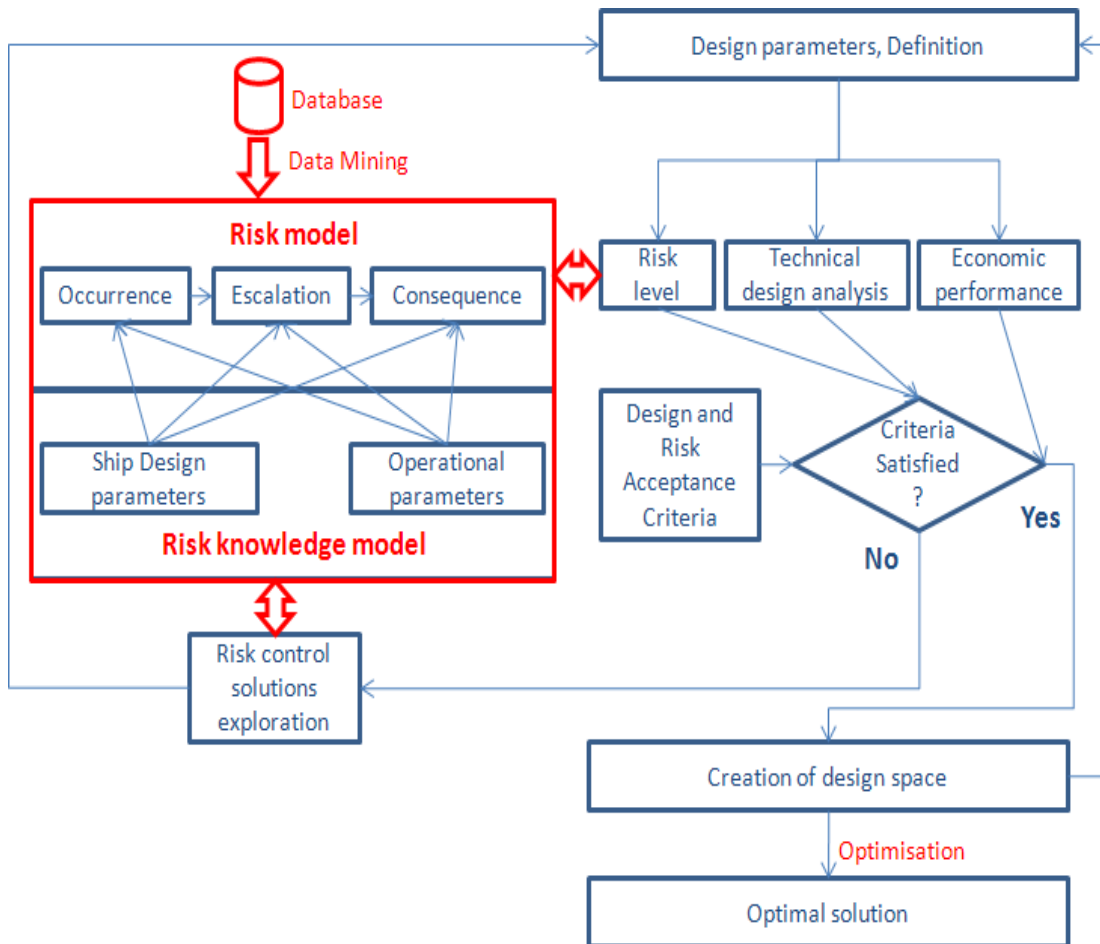 Design parameters, Definition
Database
Data Mining
Risk model
Occurrence
Escalation
Consequence
Risk
level
Technical
design analysis
Economic
performance
Design and
Risk
Acceptance
Criteria
Criteria
Satisfied
?
Ship Design
parameters
Operational
parameters
Risk knowledge model
Yes
No
Risk control
solutions
exploration
Creation of design space
Optimisation
Optimal solution